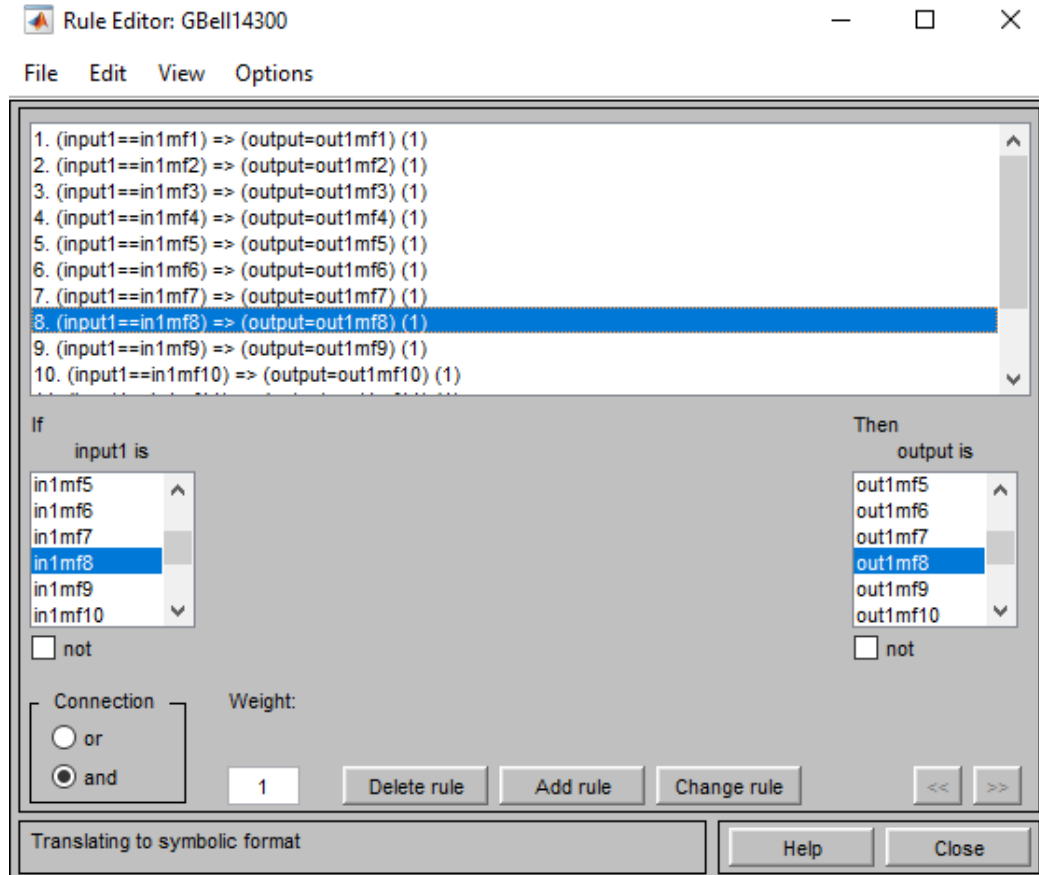 Rule Editor: GBell14300
File Edit View Options
1. (input1==in1mf1) => (output=out1mf1) (1)
2. (input1==in1mf2) => (output=out1mf2) (1)
3. (input1==in1mf3) => (output=out1mf3) (1)
4. (input1==in1mf4) => (output=out1mf4) (1)
5. (input1==in1mf5) => (output=out1mf5) (1)
6. (input1==in1mf6) => (output=out1mf6) (1)
7. (input1==in1mf7) => (output=out1mf7) (1)
8. (input1==in1mf8) => (output=out1mf8) (1)
9. (input1==in1mf9) => (output=out1mf9) (1)
10. (input1==in1mf10) => (output=out1mf10) (1)
If
input1 is
in1mf5
in1mf6
in1mf7
in1mf8
in1mf9
in1mf10
not
Then
output is
out1mf5
out1mf6
out1mf7
out1mf8
out1mf9
out1mf10
not
Connection
or
and
Weight:
1
Delete rule
Add rule
Change rule
<<
>>
Translating to symbolic format
Help
Close